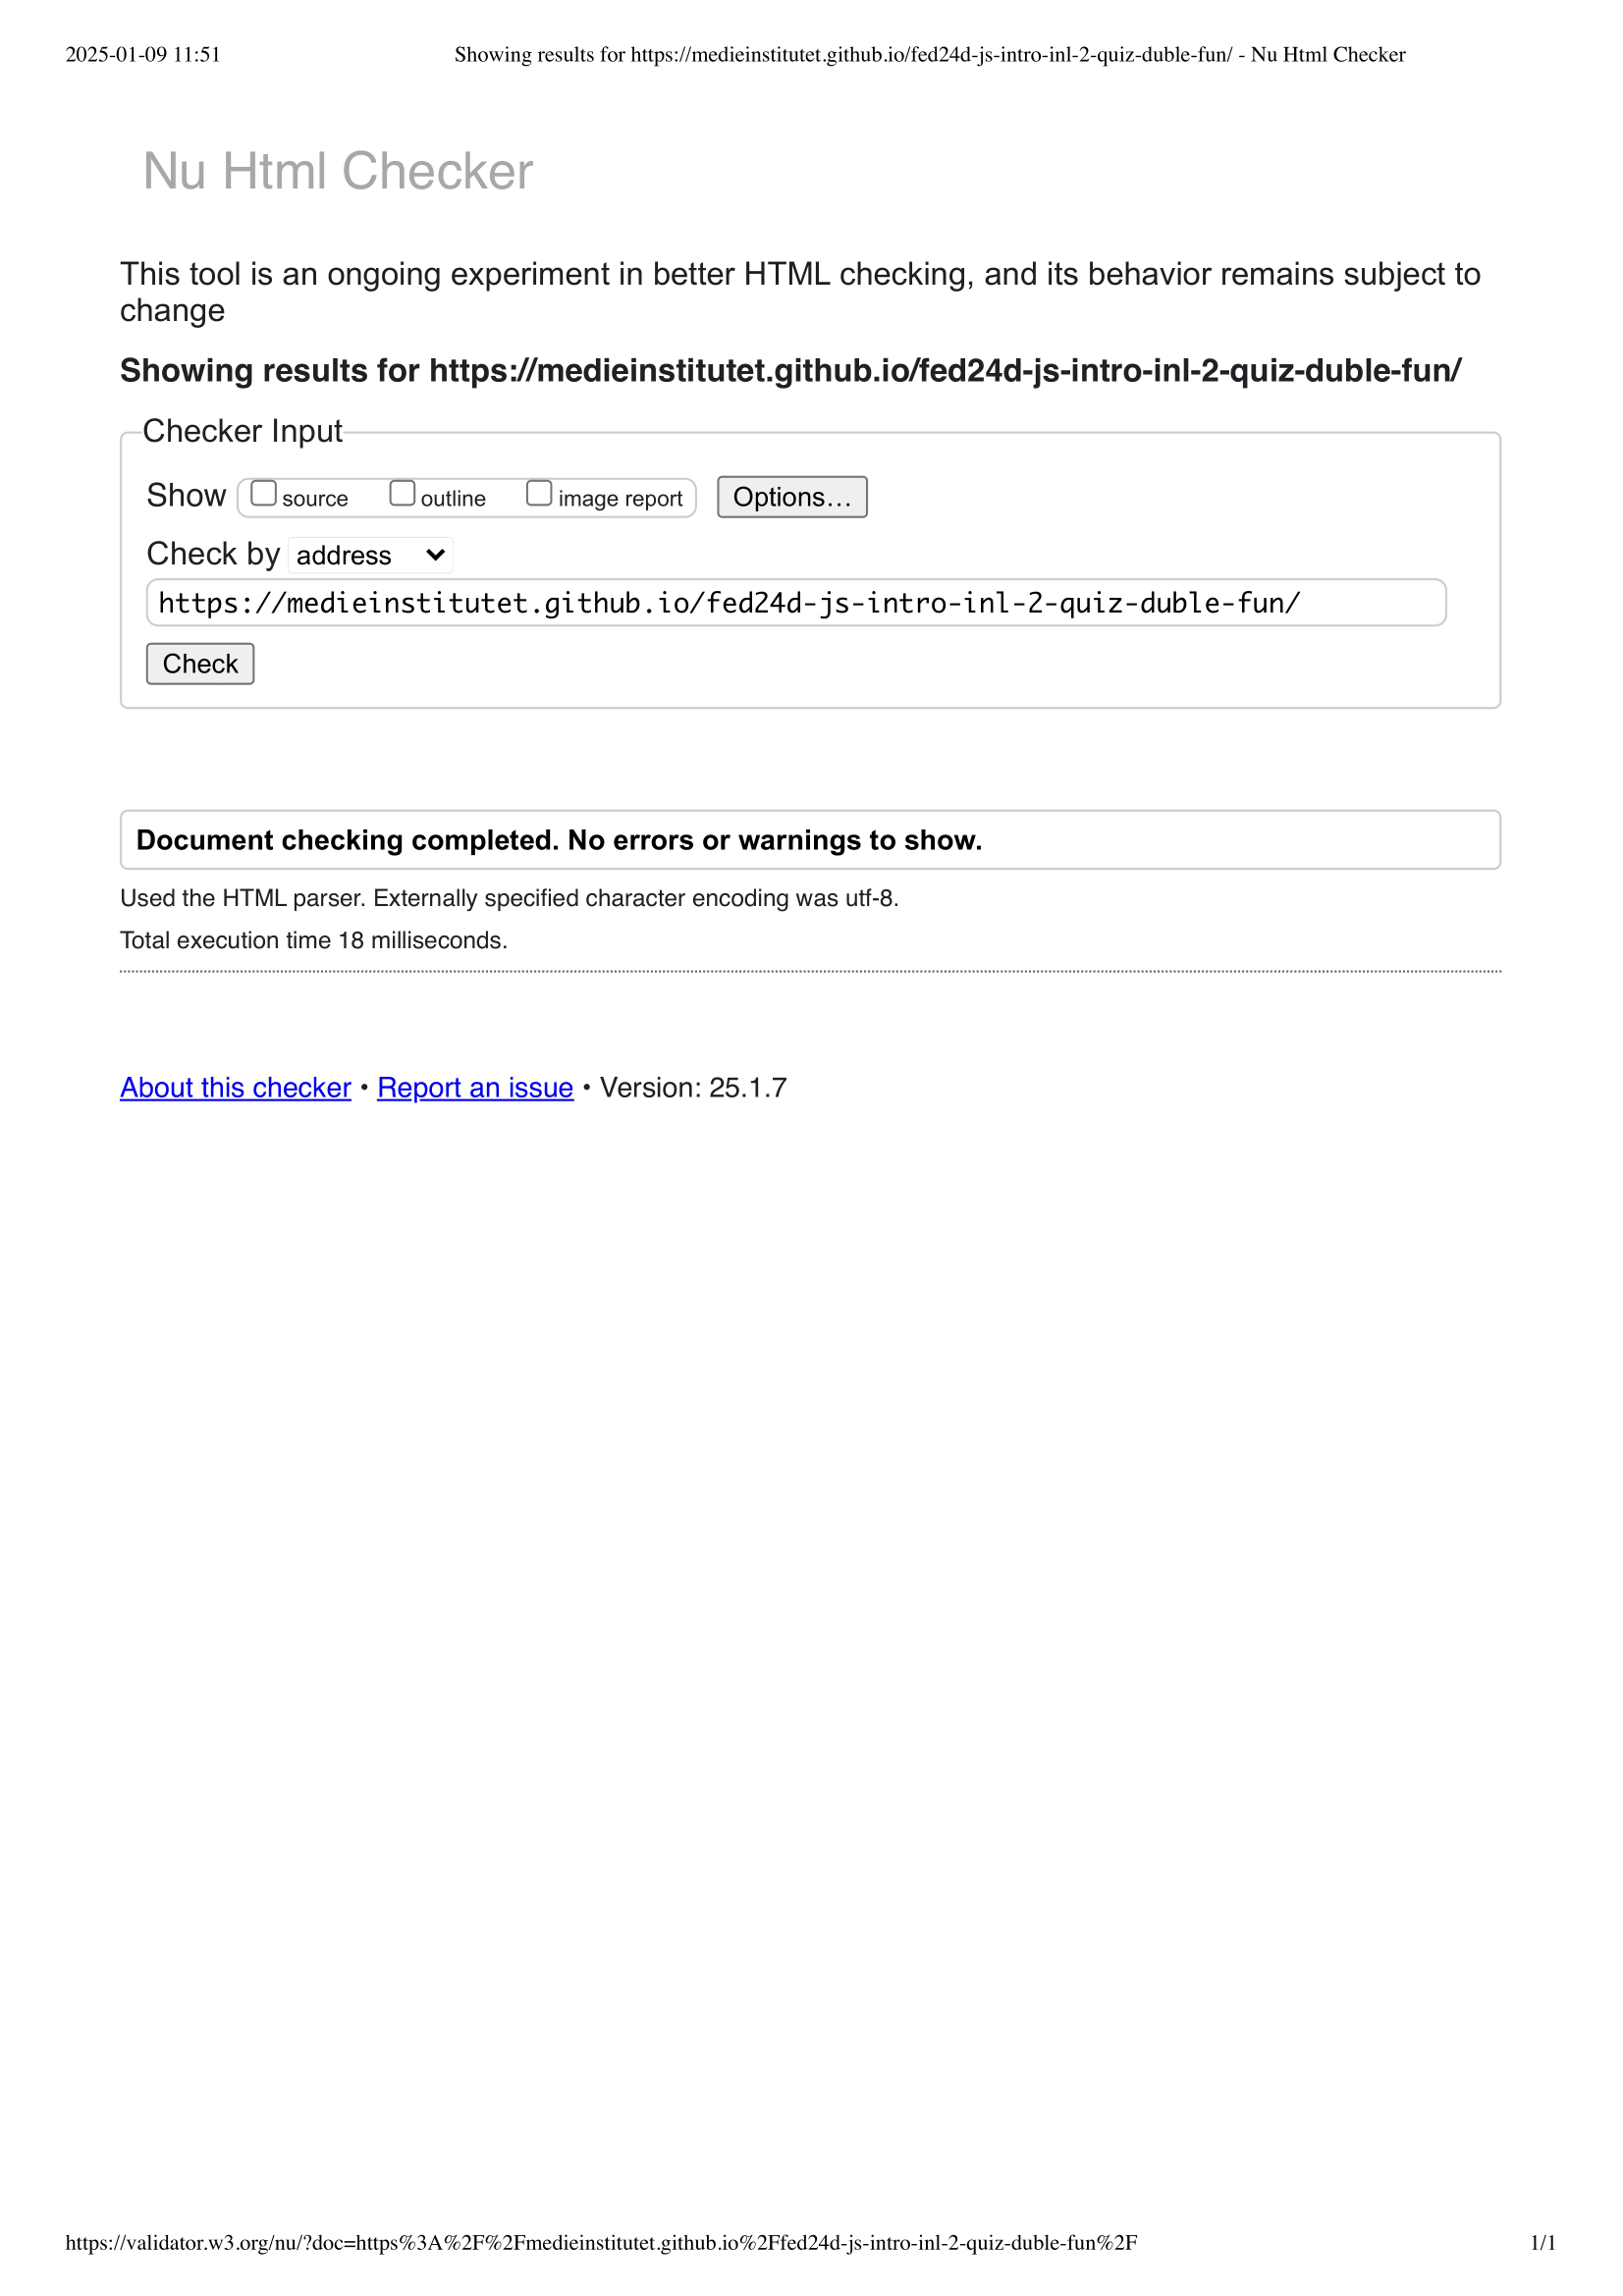 2025-01-09 11:51 Showing results for https://medieinstitutet.github.io/fed24d-js-intro-inl-2-quiz-duble-fun/ - Nu Html Checker
Nu Html Checker
This tool is an ongoing experiment in better HTML checking, and its behavior remains subject to
change
Showing results for https://medieinstitutet.github.io/fed24d-js-intro-inl-2-quiz-duble-fun/
Checker Input
Show source outline image report Options...
Check by address
https://medieinstitutet.github.io/fed24d-js-intro-inl-2-quiz-duble-fun/
Check
Document checking completed. No errors or warnings to show.
Used the HTML parser. Externally specified character encoding was utf-8.
Total execution time 18 milliseconds.
About this checker • Report an issue • Version: 25.1.7
https://validator.w3.org/nu/?doc=https%3A%2F%2Fmedieinstitutet.github.io%2Ffed24d-js-intro-inl-2-quiz-duble-fun%2F 1/1